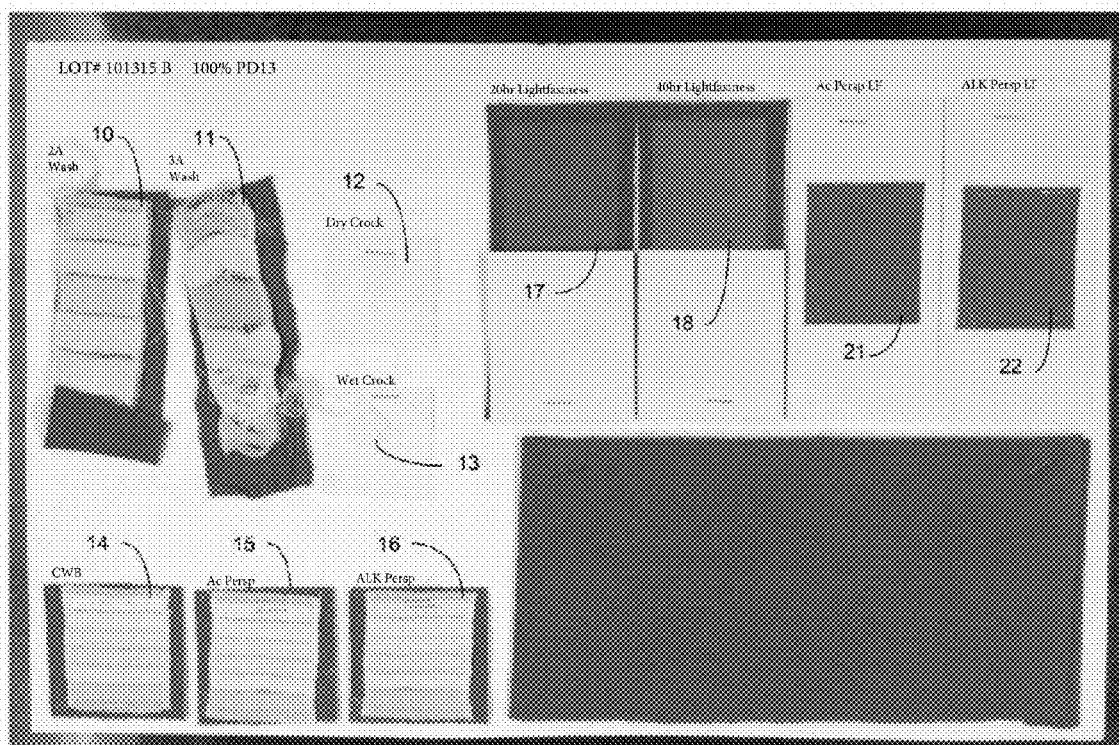 LOT# 101315 B 100% PD13
20hr Lightfastness 40hr Lightfastness Ac Persp LF ALK Persp LF
10
11
2A
Wash
3A
Wash
12
Dry Crock
17
18
21
22
Wet Crock
13
14
15
16
CWB
Ac Persp
ALK Persp